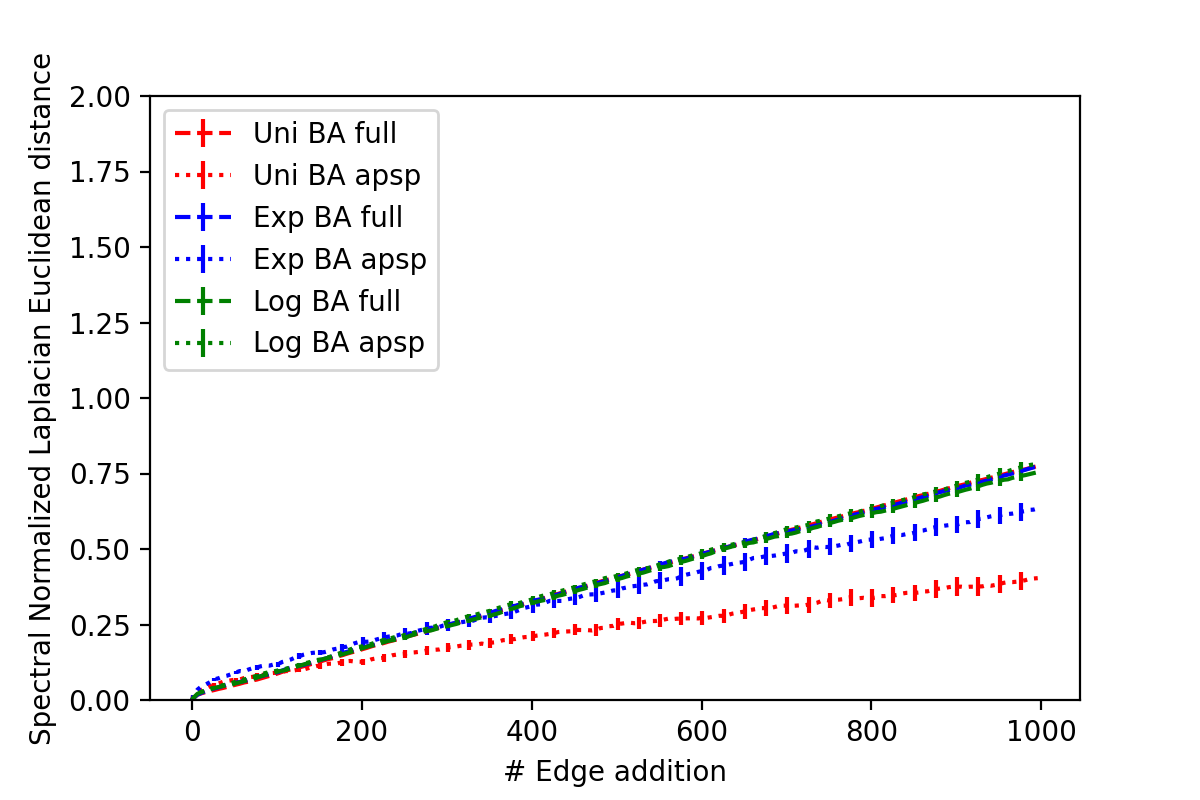 Spectral Normalized Laplacian Euclidean distance
2.00
1.75
1.50
1.25
1.00
0.75
0.50
0.25
0.00
Uni BA full
Uni BA apsp
Exp BA full
Exp BA apsp
Log BA full
Log BA apsp
0 200 400 600 800 1000
# Edge addition